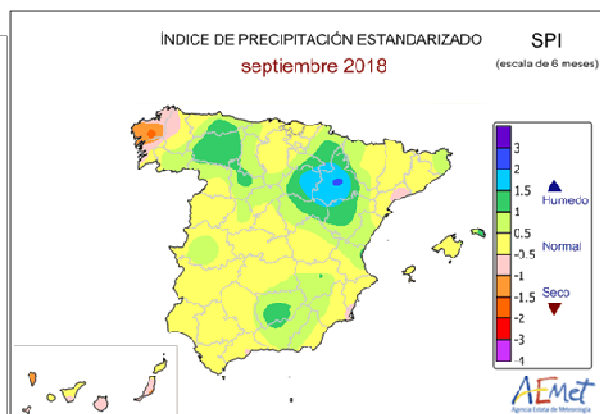 ÍNDICE DE PRECIPITACIÓN ESTANDARIZADO
septiembre 2018
SPI
(escala de 6 meses)
3
2
1.5
1
0.5
-0.5
-1
-1.5
-2
-3
-4
Humedo
Normal
Seco
AEMet
Agencia Estatal de Meteorología